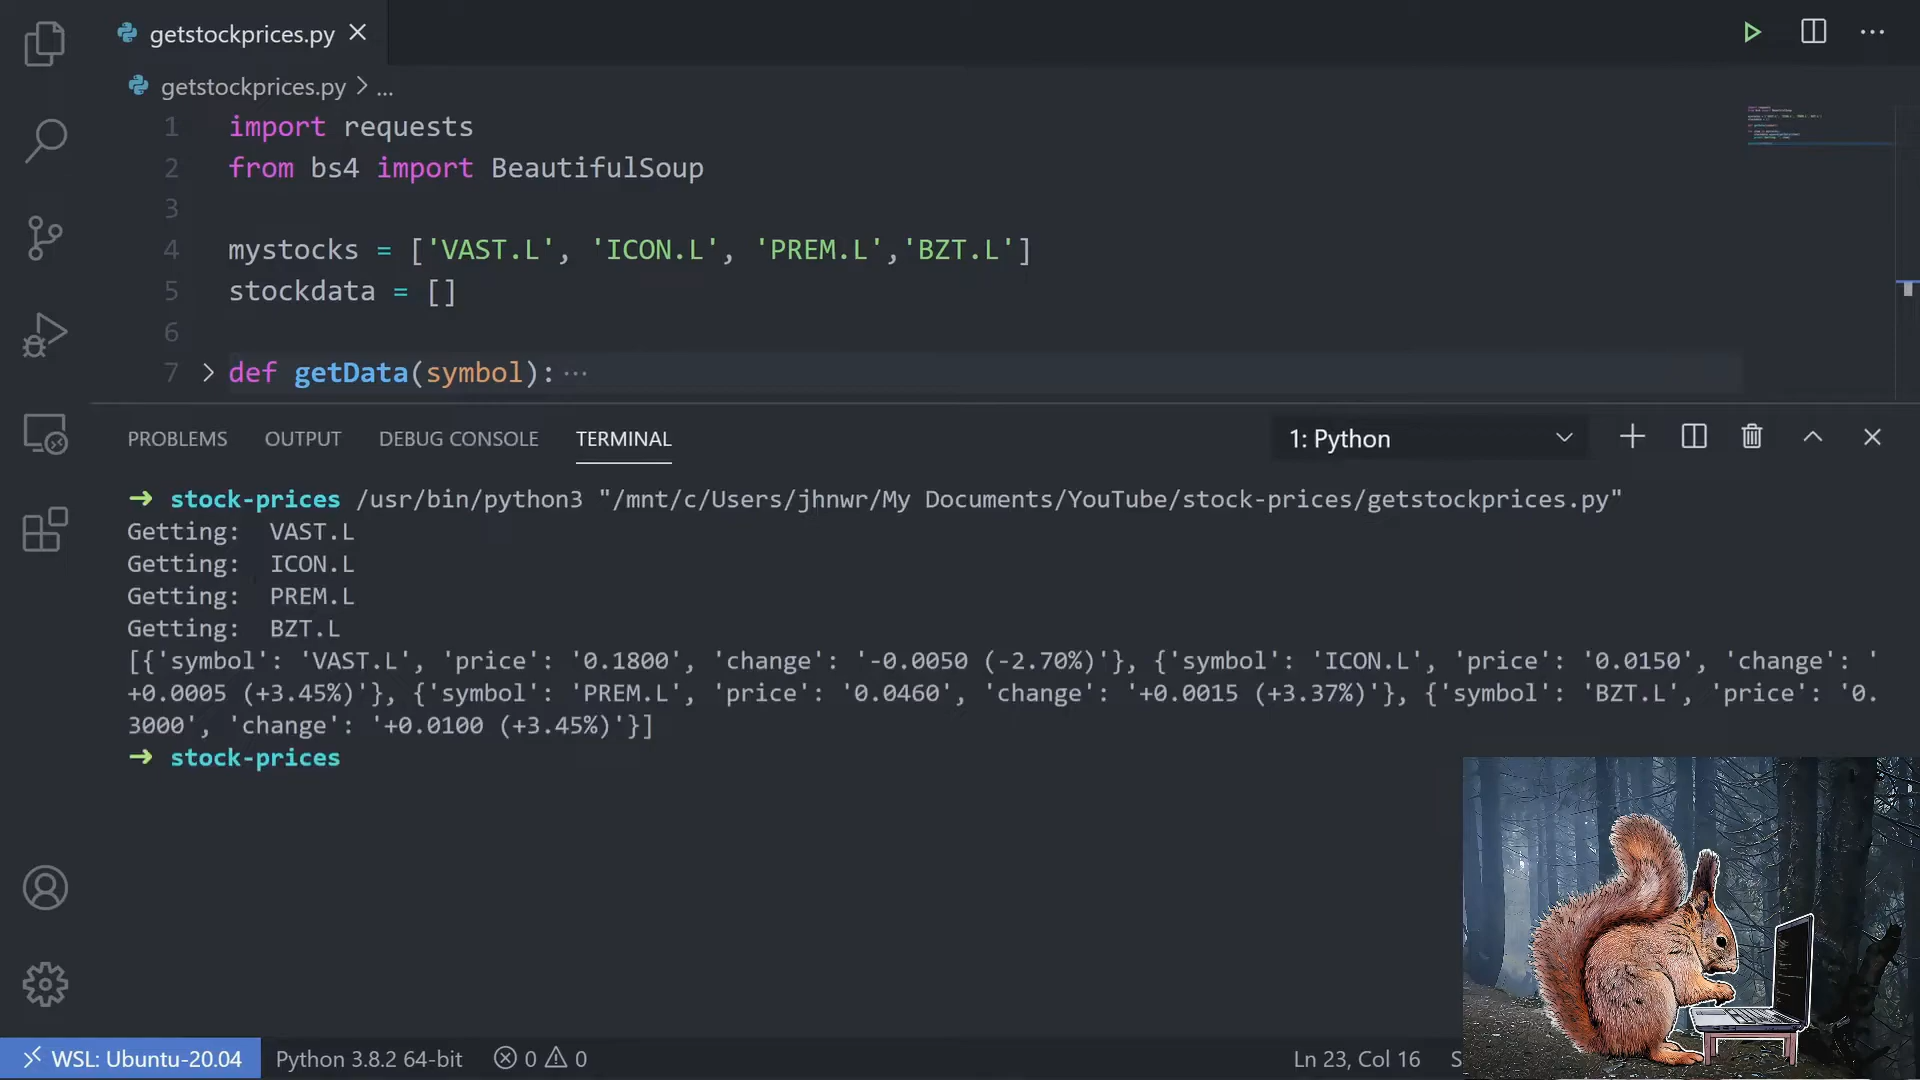 getstockprices.py
getstockprices.py > ...
1 import requests
2 from bs4 import BeautifulSoup
3
4 mystocks = ['VAST.L', 'ICON.L', 'PREM.L','BZT.L']
5 stockdata = []
6
7 > def getData(symbol):...
PROBLEMS OUTPUT DEBUG CONSOLE TERMINAL 1: Python
→ stock-prices /usr/bin/python3 "/mnt/c/Users/jhnwr/My Documents/YouTube/stock-prices/getstockprices.py"
Getting:  VAST.L
Getting:  ICON.L
Getting:  PREM.L
Getting:  BZT.L
[{'symbol': 'VAST.L', 'price': '0.1800', 'change': '-0.0050 (-2.70%)'}, {'symbol': 'ICON.L', 'price': '0.0150', 'change': '
+0.0005 (+3.45%)'}, {'symbol': 'PREM.L', 'price': '0.0460', 'change': '+0.0015 (+3.37%)'}, {'symbol': 'BZT.L', 'price': '0.
3000', 'change': '+0.0100 (+3.45%)'}]
→ stock-prices
WSL: Ubuntu-20.04 Python 3.8.2 64-bit 0 0 Ln 23, Col 16